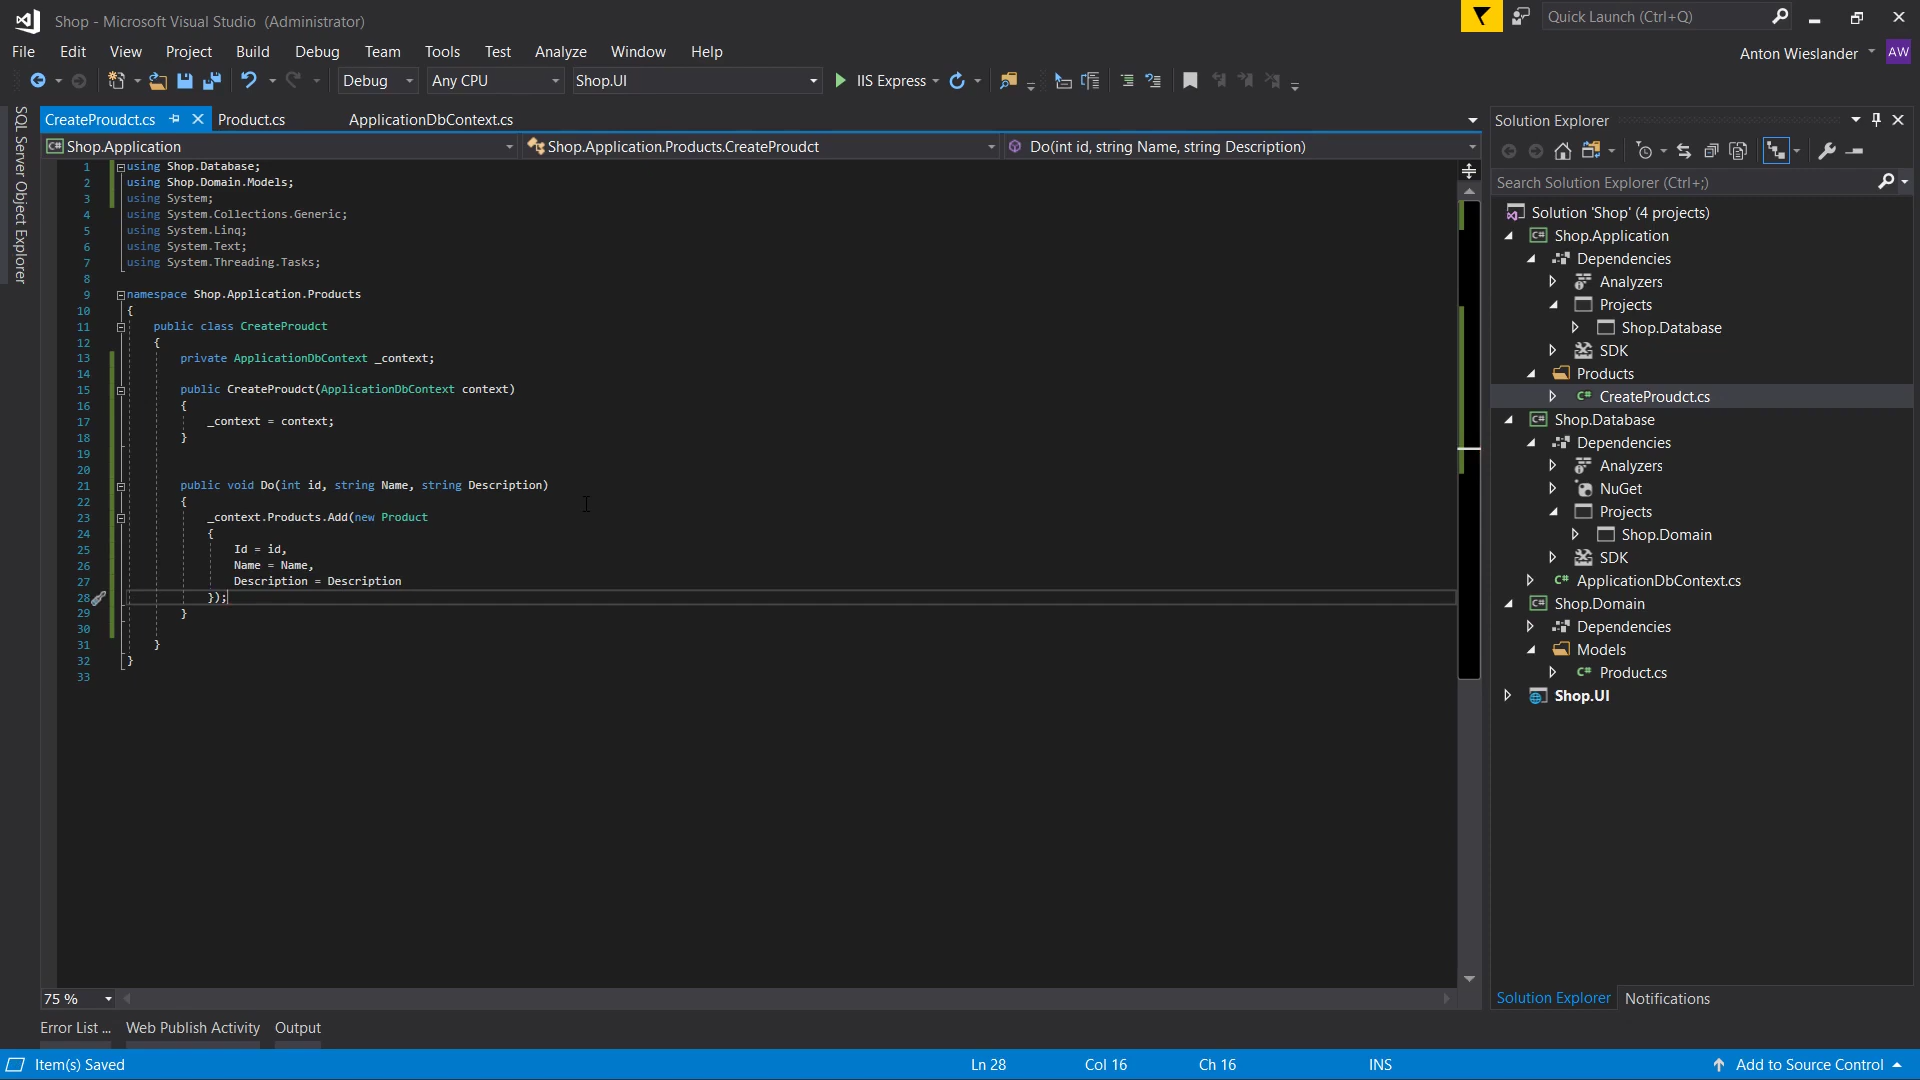 Shop - Microsoft Visual Studio (Administrator)
Quick Launch (Ctrl+Q)
File Edit View Project Build Debug Team Tools Test Analyze Window Help
Anton Wieslander AW
Debug Any CPU Shop.UI IIS Express
SQL Server Object Explorer
CreateProudct.cs Product.cs ApplicationDbContext.cs
Shop.Application Shop.Application.Products.CreateProudct Do(int id, string Name, string Description)
1 using Shop.Database;
2 using Shop.Domain.Models;
3 using System;
4 using System.Collections.Generic;
5 using System.Linq;
6 using System.Text;
7 using System.Threading.Tasks;
8
9 namespace Shop.Application.Products
10 {
11 public class CreateProudct
12 {
13 private ApplicationDbContext _context;
14
15 public CreateProudct(ApplicationDbContext context)
16 {
17 _context = context;
18 }
19
20
21 public void Do(int id, string Name, string Description)
22 {
23 _context.Products.Add(new Product
24 {
25 Id = id,
26 Name = Name,
27 Description = Description
28 });
29 }
30
31 }
32 }
33
75 %
Error List ... Web Publish Activity Output
Solution Explorer
Search Solution Explorer (Ctrl+;)
Solution 'Shop' (4 projects)
C# Shop.Application
Dependencies
Analyzers
Projects
Shop.Database
SDK
Products
C# CreateProudct.cs
C# Shop.Database
Dependencies
Analyzers
NuGet
Projects
Shop.Domain
SDK
C# ApplicationDbContext.cs
C# Shop.Domain
Dependencies
Models
C# Product.cs
Shop.UI
Solution Explorer Notifications
Item(s) Saved Ln 28 Col 16 Ch 16 INS Add to Source Control